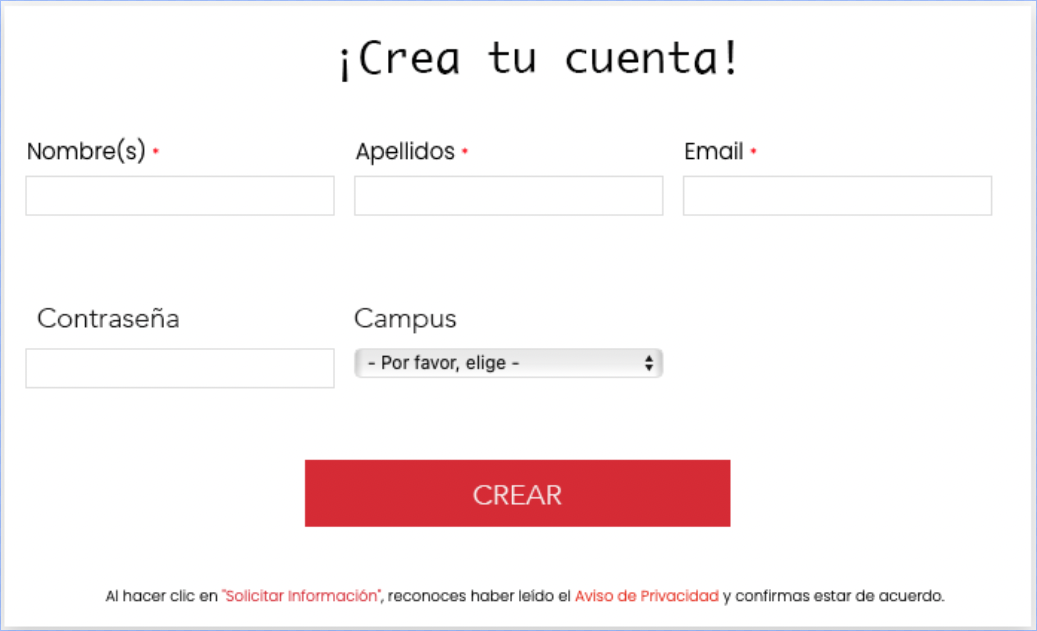 ¡Crea tu cuenta!
Nombre(s) * Apellidos * Email *
Contraseña Campus
- Por favor, elige -
CREAR
Al hacer clic en "Solicitar Información", reconoces haber leído el Aviso de Privacidad y confirmas estar de acuerdo.